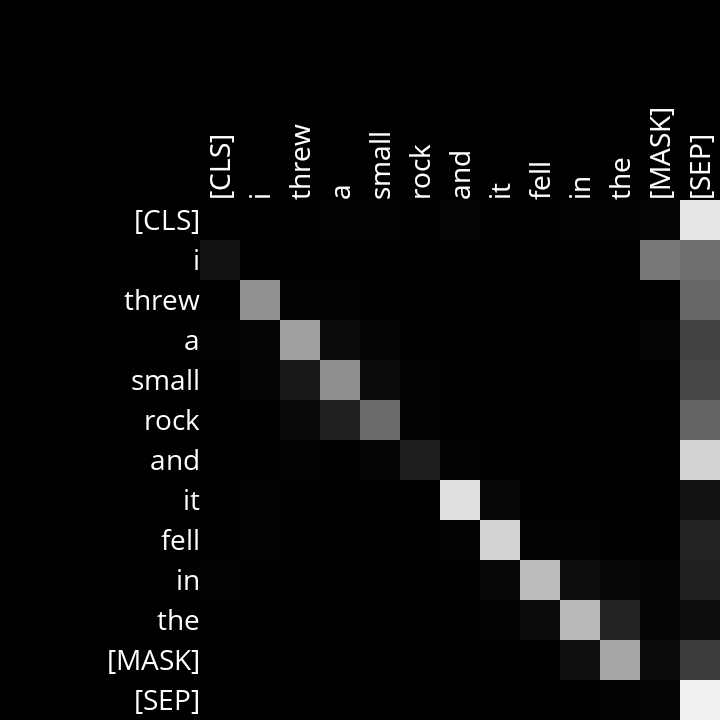 [CLS] i threw a small rock and it fell in the [MASK] [SEP]
[CLS]
i
threw
a
small
rock
and
it
fell
in
the
[MASK]
[SEP]